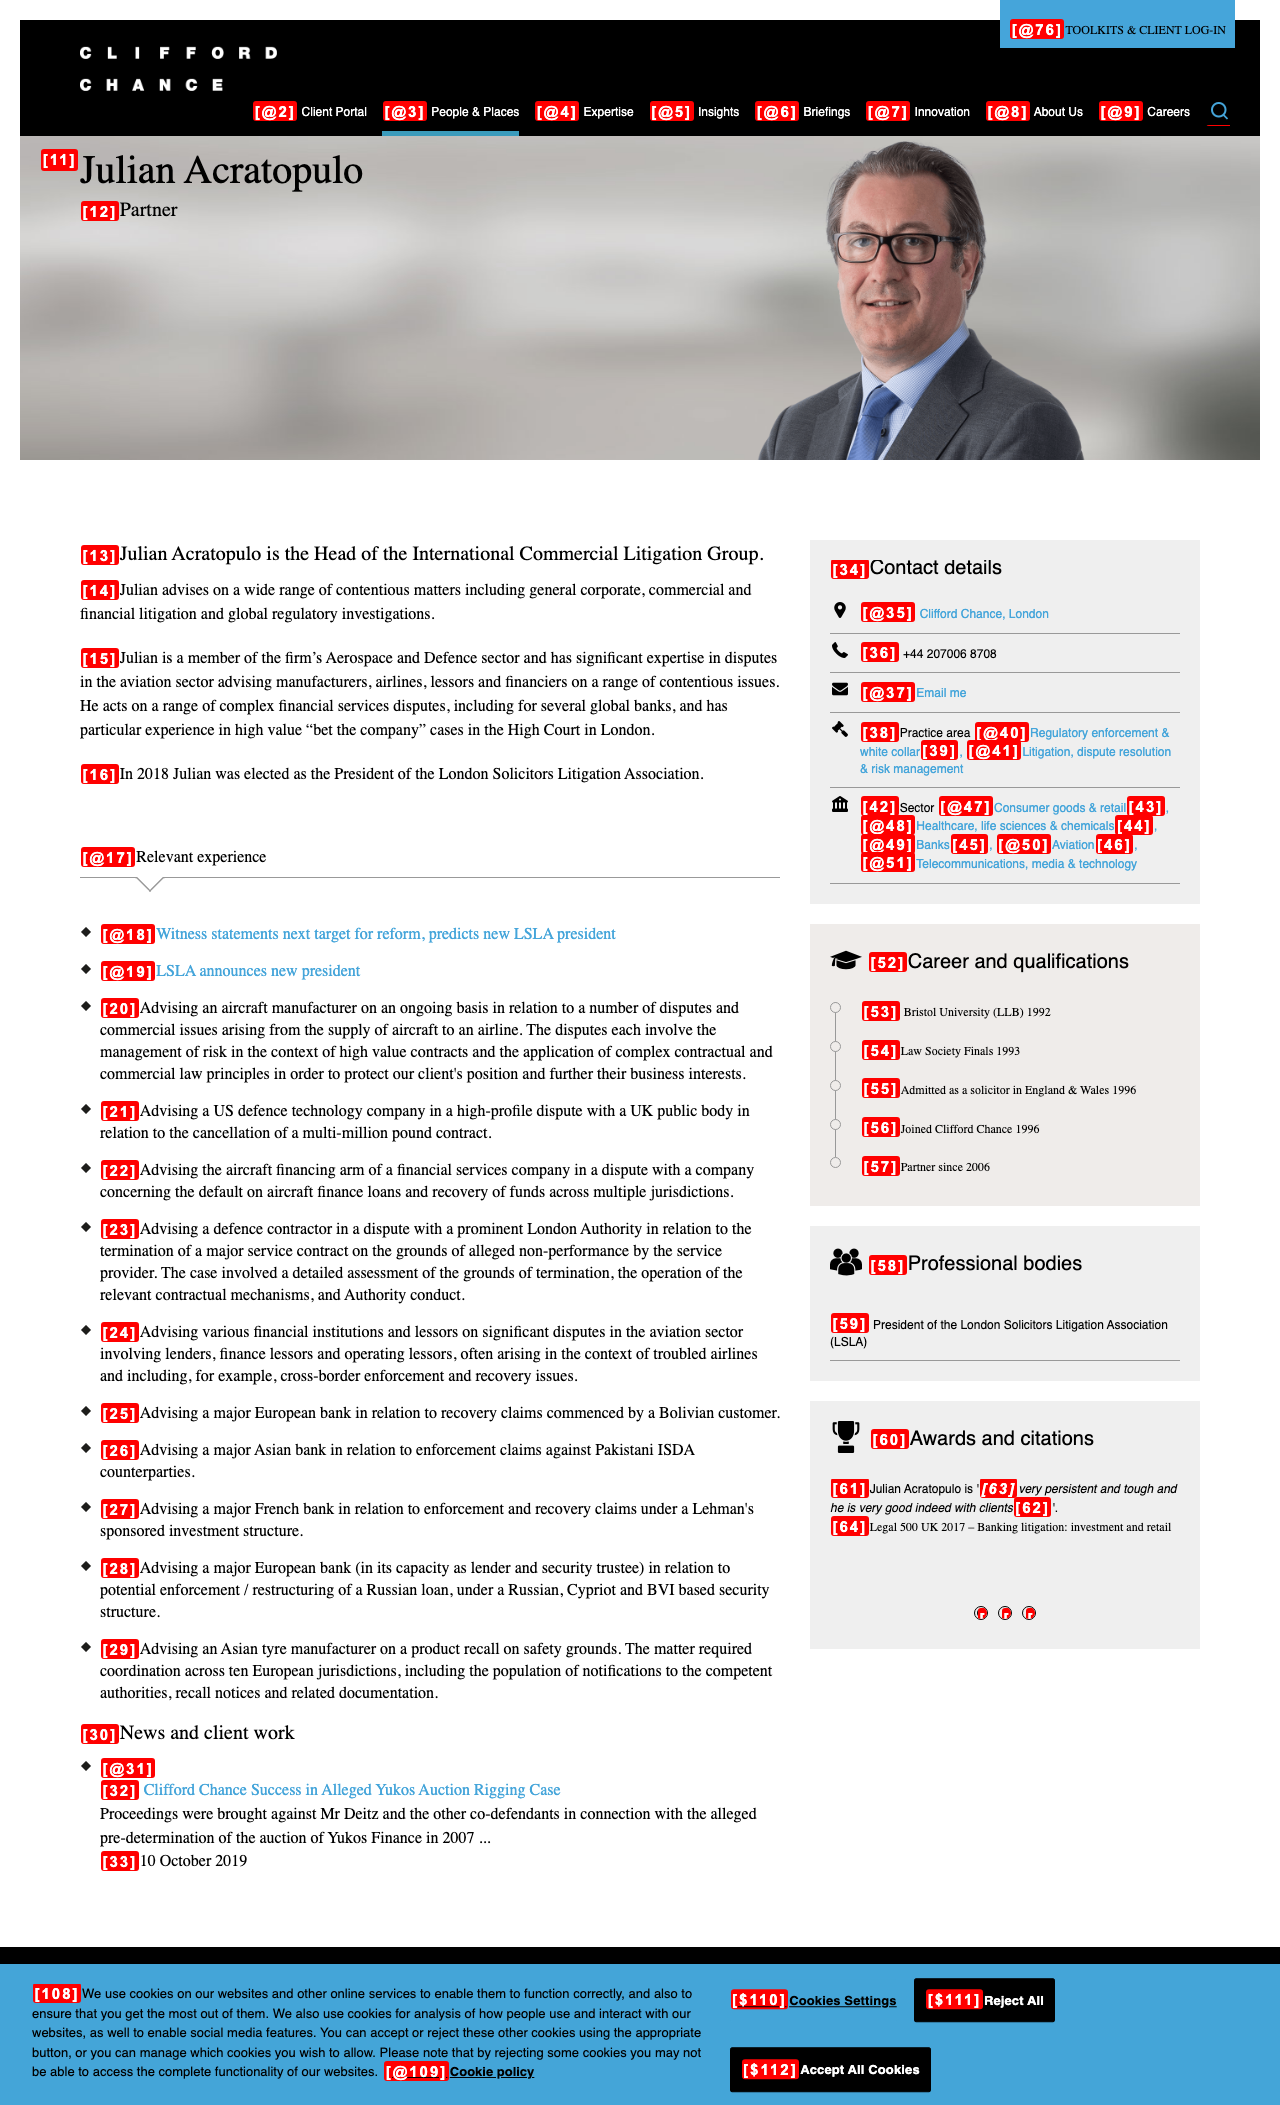 [@76] TOOLKITS & CLIENT LOG-IN
CLIFFORD
CHANCE
[@2] Client Portal [@3] People & Places [@4] Expertise [@5] Insights [@6] Briefings [@7] Innovation [@8] About Us [@9] Careers
[11] Julian Acratopulo
[12] Partner
[13] Julian Acratopulo is the Head of the International Commercial Litigation Group.
[14] Julian advises on a wide range of contentious matters including general corporate, commercial and
financial litigation and global regulatory investigations.
[15] Julian is a member of the firm's Aerospace and Defence sector and has significant expertise in disputes
in the aviation sector advising manufacturers, airlines, lessors and financiers on a range of contentious issues.
He acts on a range of complex financial services disputes, including for several global banks, and has
particular experience in high value “bet the company” cases in the High Court in London.
[16] In 2018 Julian was elected as the President of the London Solicitors Litigation Association.
[@17] Relevant experience
[@18] Witness statements next target for reform, predicts new LSLA president
[@19] LSLA announces new president
[20] Advising an aircraft manufacturer on an ongoing basis in relation to a number of disputes and
commercial issues arising from the supply of aircraft to an airline. The disputes each involve the
management of risk in the context of high value contracts and the application of complex contractual and
commercial law principles in order to protect our client's position and further their business interests.
[21] Advising a US defence technology company in a high-profile dispute with a UK public body in
relation to the cancellation of a multi-million pound contract.
[22] Advising the aircraft financing arm of a financial services company in a dispute with a company
concerning the default on aircraft finance loans and recovery of funds across multiple jurisdictions.
[23] Advising a defence contractor in a dispute with a prominent London Authority in relation to the
termination of a major service contract on the grounds of alleged non-performance by the service
provider. The case involved a detailed assessment of the grounds of termination, the operation of the
relevant contractual mechanisms, and Authority conduct.
[24] Advising various financial institutions and lessors on significant disputes in the aviation sector
involving lenders, finance lessors and operating lessors, often arising in the context of troubled airlines
and including, for example, cross-border enforcement and recovery issues.
[25] Advising a major European bank in relation to recovery claims commenced by a Bolivian customer.
[26] Advising a major Asian bank in relation to enforcement claims against Pakistani ISDA
counterparties.
[27] Advising a major French bank in relation to enforcement and recovery claims under a Lehman's
sponsored investment structure.
[28] Advising a major European bank (in its capacity as lender and security trustee) in relation to
potential enforcement / restructuring of a Russian loan, under a Russian, Cypriot and BVI based security
structure.
[29] Advising an Asian tyre manufacturer on a product recall on safety grounds. The matter required
coordination across ten European jurisdictions, including the population of notifications to the competent
authorities, recall notices and related documentation.
[30] News and client work
[@31]
[32] Clifford Chance Success in Alleged Yukos Auction Rigging Case
Proceedings were brought against Mr Deitz and the other co-defendants in connection with the alleged
pre-determination of the auction of Yukos Finance in 2007 ...
[33] 10 October 2019
[34] Contact details
[@35] Clifford Chance, London
[36] +44 207006 8708
[@37] Email me
[38] Practice area [@40] Regulatory enforcement &
white collar [39] , [@41] Litigation, dispute resolution
& risk management
[42] Sector [@47] Consumer goods & retail [43] ,
[@48] Healthcare, life sciences & chemicals [44] ,
[@49] Banks [45] , [@50] Aviation [46] ,
[@51] Telecommunications, media & technology
[52] Career and qualifications
[53] Bristol University (LLB) 1992
[54] Law Society Finals 1993
[55] Admitted as a solicitor in England & Wales 1996
[56] Joined Clifford Chance 1996
[57] Partner since 2006
[58] Professional bodies
[59] President of the London Solicitors Litigation Association
(LSLA)
[60] Awards and citations
[61] Julian Acratopulo is '[63] very persistent and tough and
he is very good indeed with clients [62] '.
[64] Legal 500 UK 2017 – Banking litigation: investment and retail
[108] We use cookies on our websites and other online services to enable them to function correctly, and also to
ensure that you get the most out of them. We also use cookies for analysis of how people use and interact with our
websites, as well to enable social media features. You can accept or reject these other cookies using the appropriate
button, or you can manage which cookies you wish to allow. Please note that by rejecting some cookies you may not
be able to access the complete functionality of our websites. [@109] Cookie policy
[$110] Cookies Settings [$111] Reject All
[$112] Accept All Cookies